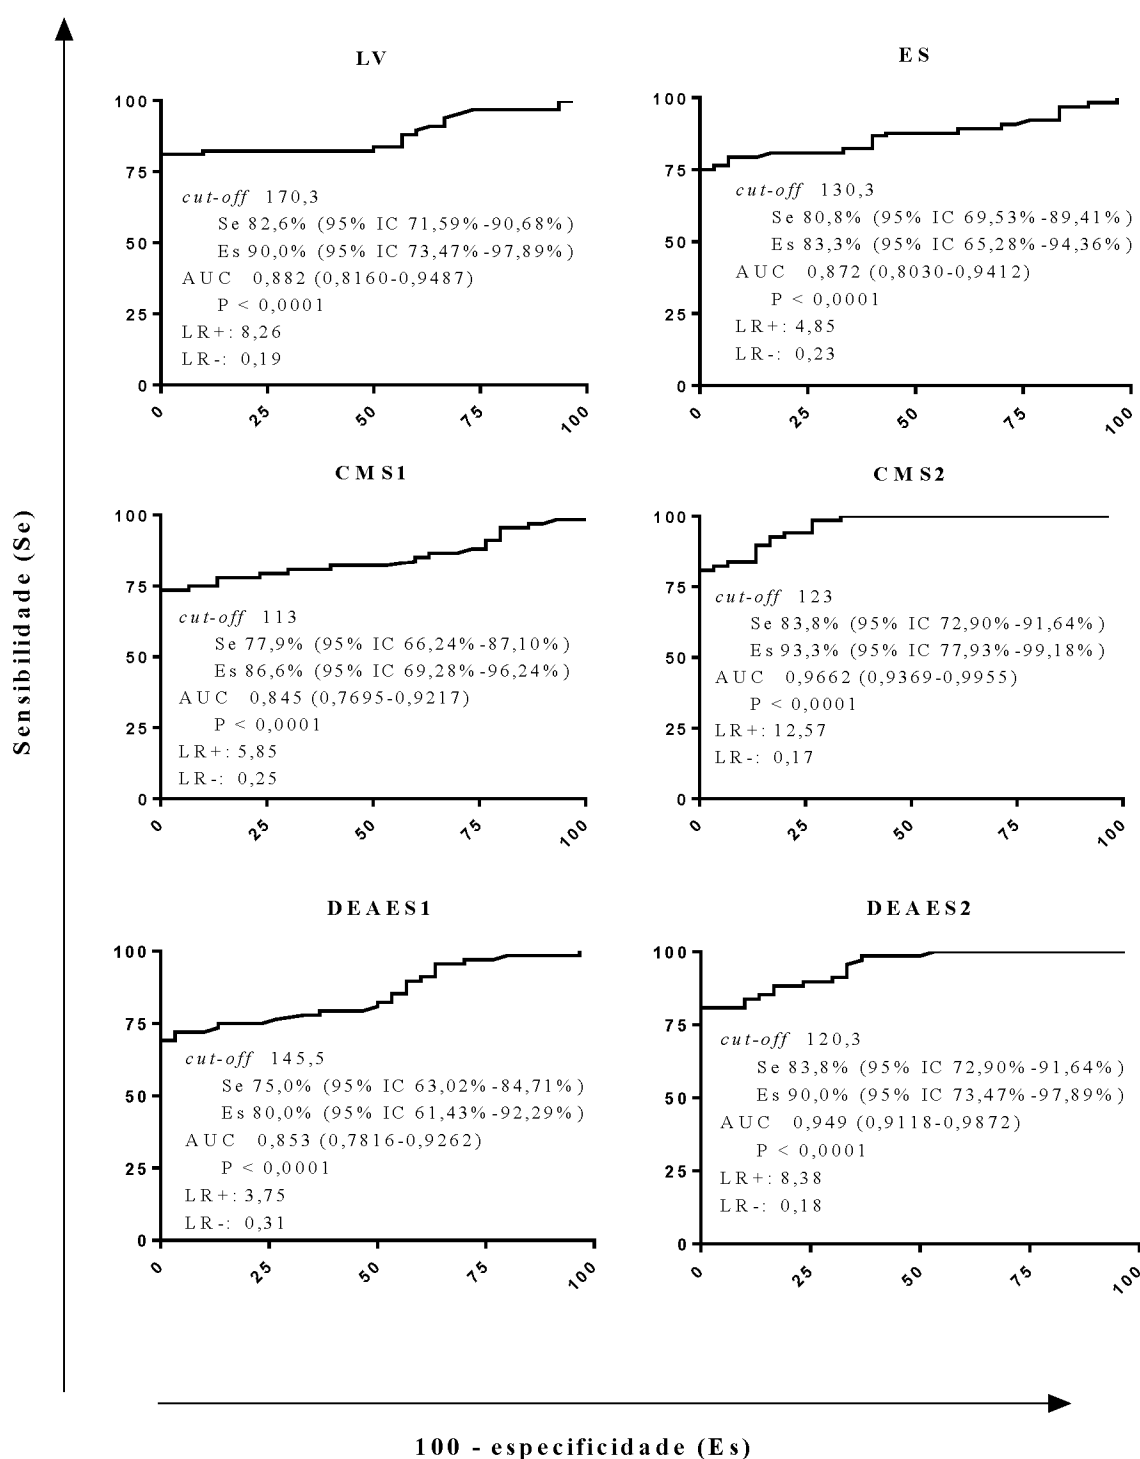 LV
100
75
50
25
0
cut-off 170,3
Se 82,6% (95% IC 71,59%-90,68%)
Es 90,0% (95% IC 73,47%-97,89%)
AUC 0,882 (0,8160-0,9487)
P < 0,0001
LR+: 8,26
LR-: 0,19
0 25 50 75 100
ES
100
75
50
25
0
cut-off 130,3
Se 80,8% (95% IC 69,53%-89,41%)
Es 83,3% (95% IC 65,28%-94,36%)
AUC 0,872 (0,8030-0,9412)
P < 0,0001
LR+: 4,85
LR-: 0,23
0 25 50 75 100
Sensibilidade (Se)
CMS1
100
75
50
25
0
cut-off 113
Se 77,9% (95% IC 66,24%-87,10%)
Es 86,6% (95% IC 69,28%-96,24%)
AUC 0,845 (0,7695-0,9217)
P < 0,0001
LR+: 5,85
LR-: 0,25
0 25 50 75 100
CMS2
100
75
50
25
0
cut-off 123
Se 83,8% (95% IC 72,90%-91,64%)
Es 93,3% (95% IC 77,93%-99,18%)
AUC 0,9662 (0,9369-0,9955)
P < 0,0001
LR+: 12,57
LR-: 0,17
0 25 50 75 100
DEAES1
100
75
50
25
0
cut-off 145,5
Se 75,0% (95% IC 63,02%-84,71%)
Es 80,0% (95% IC 61,43%-92,29%)
AUC 0,853 (0,7816-0,9262)
P < 0,0001
LR+: 3,75
LR-: 0,31
0 25 50 75 100
DEAES2
100
75
50
25
0
cut-off 120,3
Se 83,8% (95% IC 72,90%-91,64%)
Es 90,0% (95% IC 73,47%-97,89%)
AUC 0,949 (0,9118-0,9872)
P < 0,0001
LR+: 8,38
LR-: 0,18
0 25 50 75 100
100 - especificidade (Es)